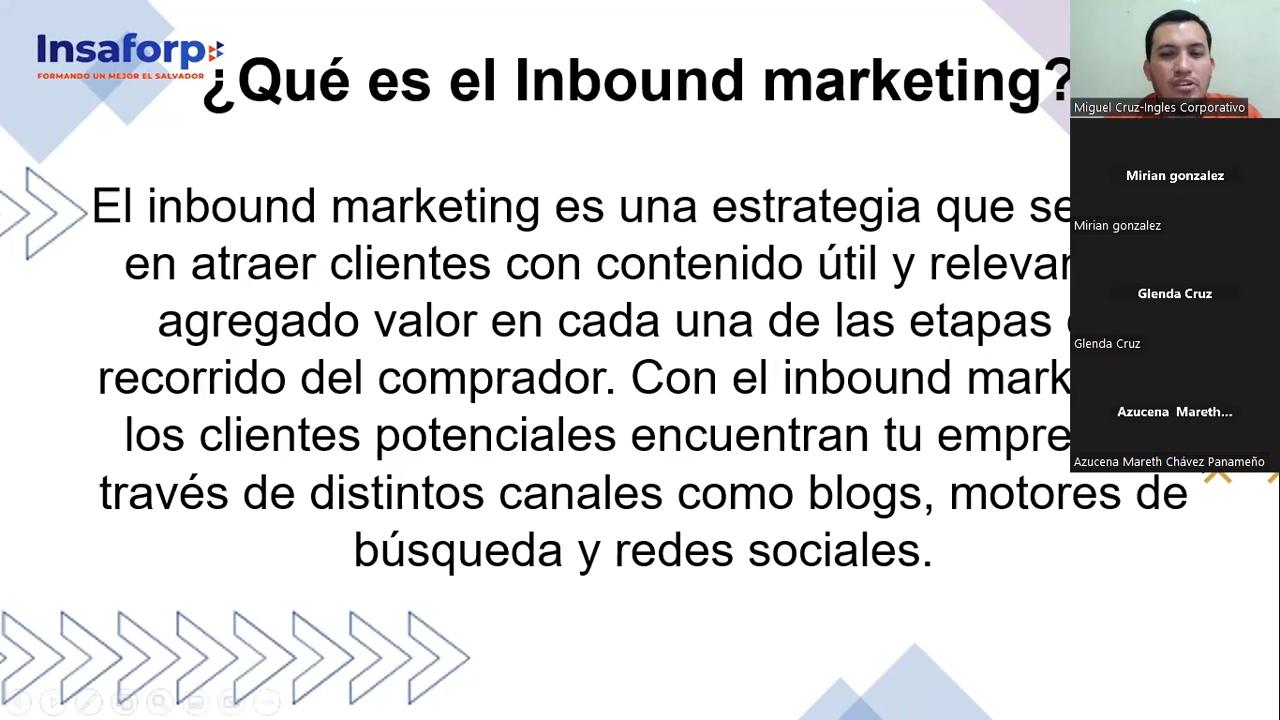 Insaforp
FORMANDO UN MEJOR EL SALVADOR
¿Qué es el Inbound marketing?
El inbound marketing es una estrategia que se
en atraer clientes con contenido útil y
agregado valor en cada una de las etapas
recorrido del comprador. Con el inbound
los clientes potenciales encuentran tu
través de distintos canales como blogs, motores de
búsqueda y redes sociales.
Miguel Cruz-Ingles Corporativo
Mirian gonzalez
Mirian gonzalez
Glenda Cruz
Glenda Cruz
Azucena Mareth...
Azucena Mareth Chávez Panameño